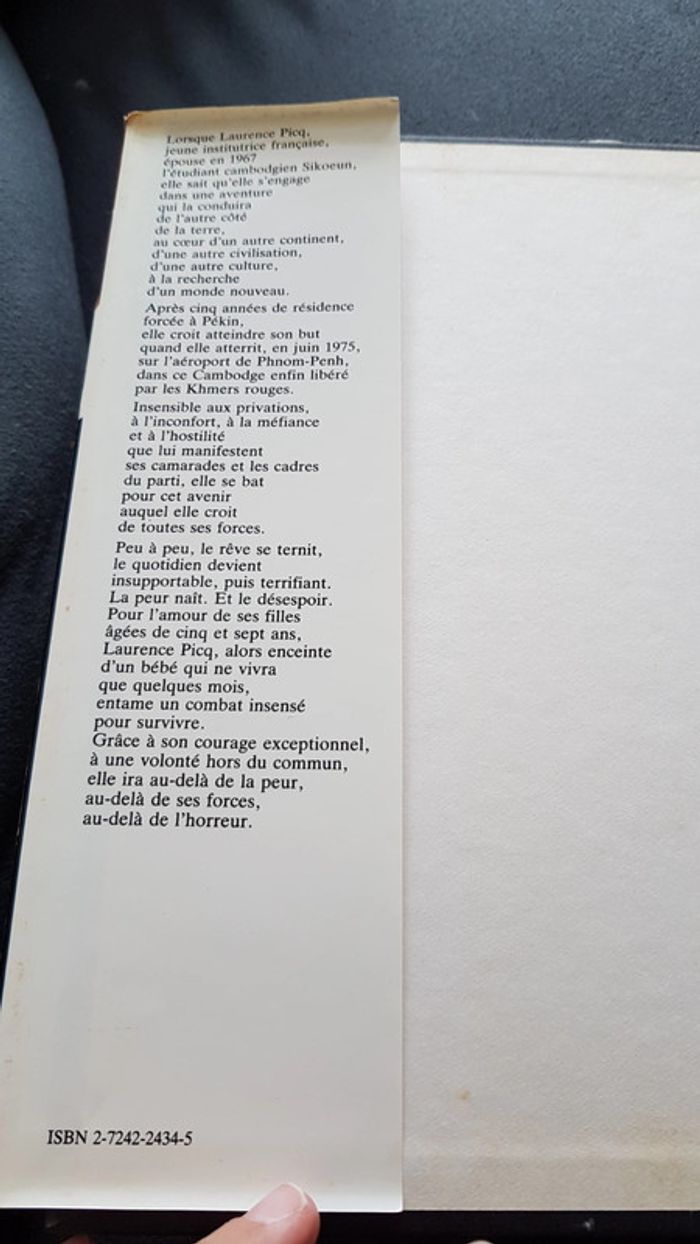 Lorsque Laurence Picq,
jeune institutrice française,
épouse en 1967
l'étudiant cambodgien Sikoeun,
elle sait qu'elle s'engage
dans une aventure
qui la conduira
de l'autre côté
de la terre,
au cœur d'un autre continent,
d'une autre civilisation,
d'une autre culture,
à la recherche
d'un monde nouveau.
Après cinq années de résidence
forcée à Pékin,
elle croit atteindre son but
quand elle atterrit, en juin 1975,
sur l'aéroport de Phnom-Penh,
dans ce Cambodge enfin libéré
par les Khmers rouges.
Insensible aux privations,
à l'inconfort, à la méfiance
et à l'hostilité
que lui manifestent
ses camarades et les cadres
du parti, elle se bat
pour cet avenir
auquel elle croit
de toutes ses forces.
Peu à peu, le rêve se ternit,
le quotidien devient
insupportable, puis terrifiant.
La peur naît. Et le désespoir.
Pour l'amour de ses filles
âgées de cinq et sept ans,
Laurence Picq, alors enceinte
d'un bébé qui ne vivra
que quelques mois,
entame un combat insensé
pour survivre.
Grâce à son courage exceptionnel,
à une volonté hors du commun,
elle ira au-delà de la peur,
au-delà de ses forces,
au-delà de l'horreur.
ISBN 2-7242-2434-5